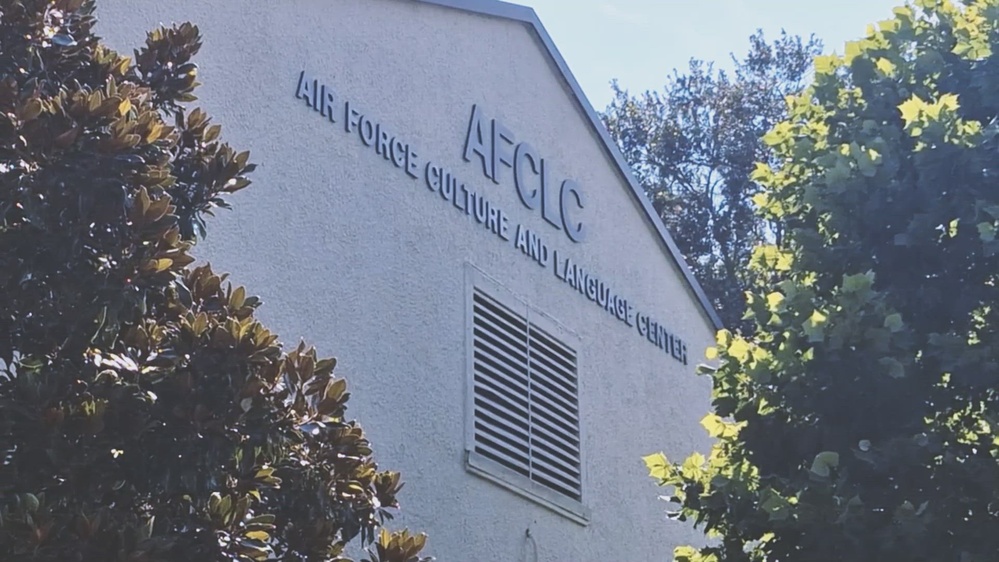 AFCLC
AIR FORCE CULTURE AND LANGUAGE CENTER